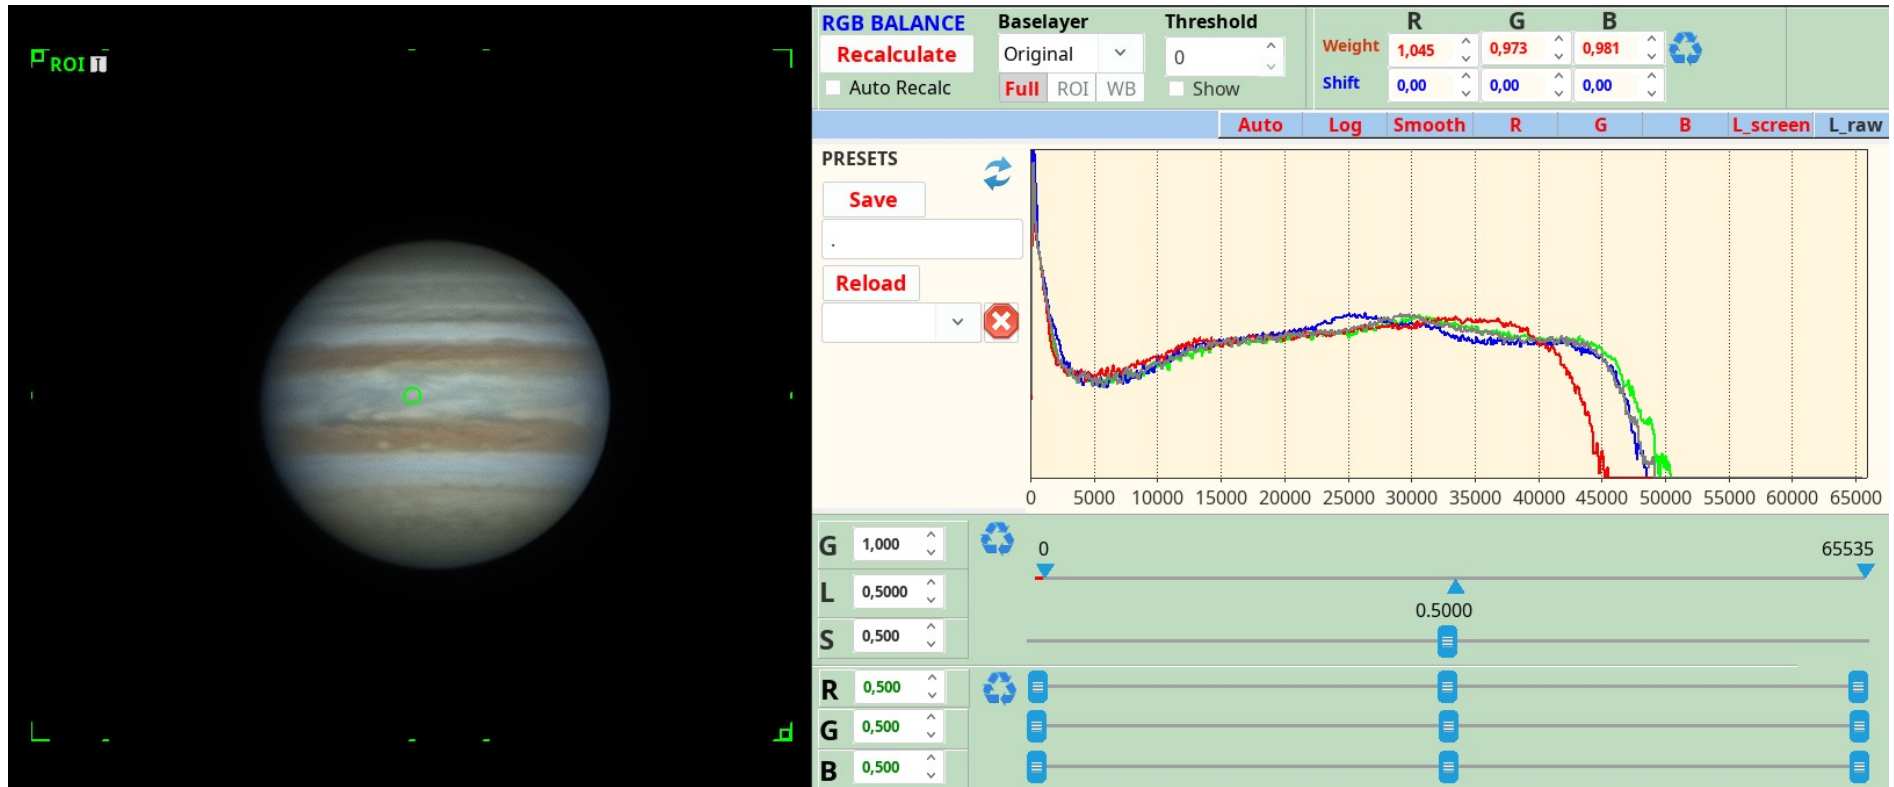 ROI
RGB BALANCE Baselayer Threshold R G B
Recalculate Original 0 Weight 1,045 0,973 0,981
Auto Recalc Full ROI WB Show Shift 0,00 0,00 0,00
Auto Log Smooth R G B L_screen L_raw
PRESETS
Save
.
Reload
0 5000 10000 15000 20000 25000 30000 35000 40000 45000 50000 55000 60000 65000
G 1,000 0 65535
L 0,5000 0.5000
S 0,500
R 0,500
G 0,500
B 0,500